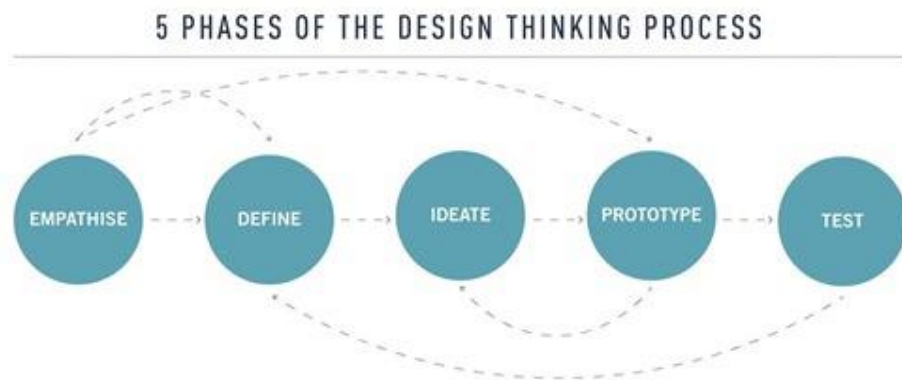 5 PHASES OF THE DESIGN THINKING PROCESS
EMPATHISE
DEFINE
IDEATE
PROTOTYPE
TEST